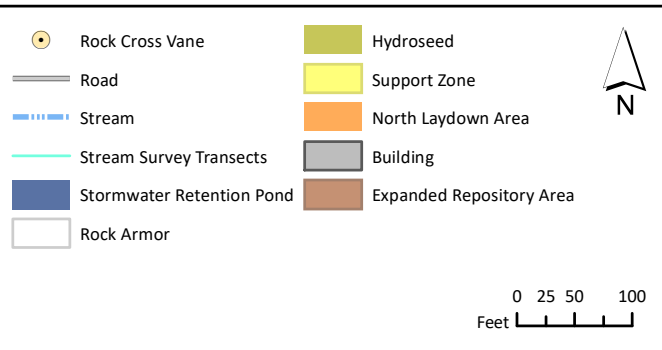 Rock Cross Vane
Road
Stream
Stream Survey Transects
Stormwater Retention Pond
Rock Armor
Hydroseed
Support Zone
North Laydown Area
Building
Expanded Repository Area
N
0 25 50 100
Feet